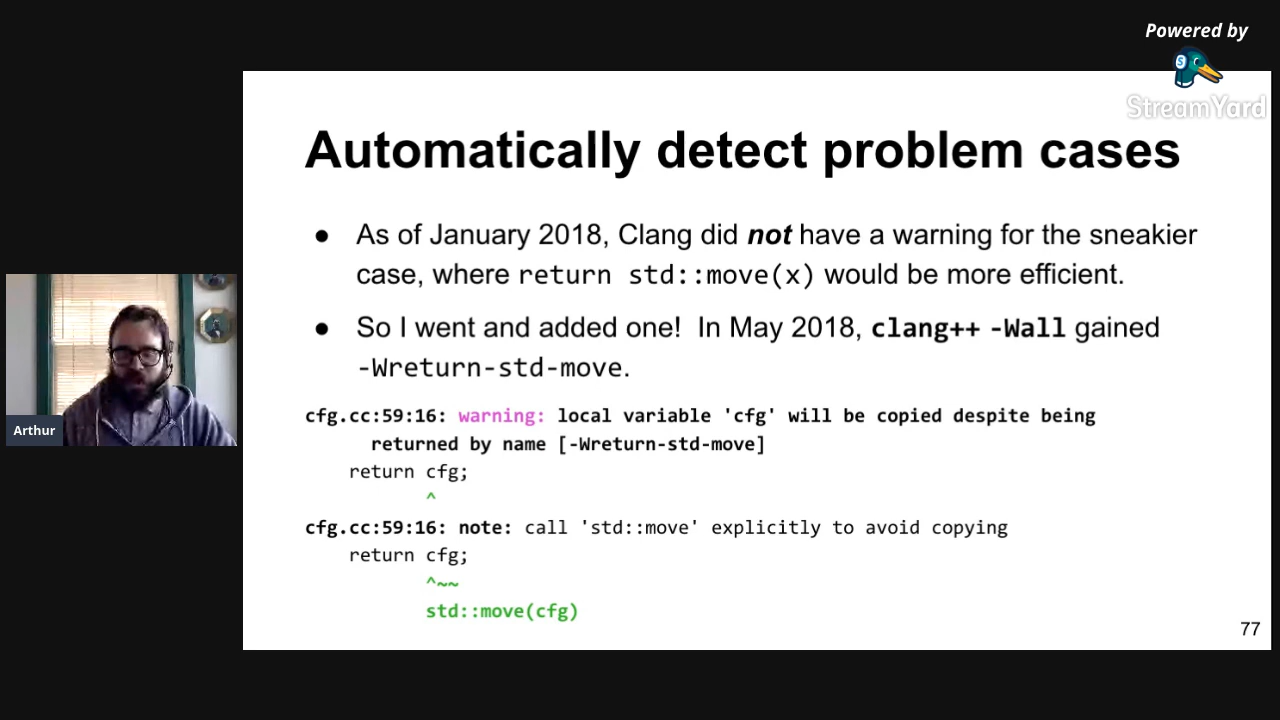 Powered by
StreamYard
Automatically detect problem cases
● As of January 2018, Clang did not have a warning for the sneakier
case, where return std::move(x) would be more efficient.
● So I went and added one! In May 2018, clang++ -Wall gained
-Wreturn-std-move.
cfg.cc:59:16: warning: local variable 'cfg' will be copied despite being
returned by name [-Wreturn-std-move]
return cfg;
^
cfg.cc:59:16: note: call 'std::move' explicitly to avoid copying
return cfg;
^~~
std::move(cfg)
77
Arthur